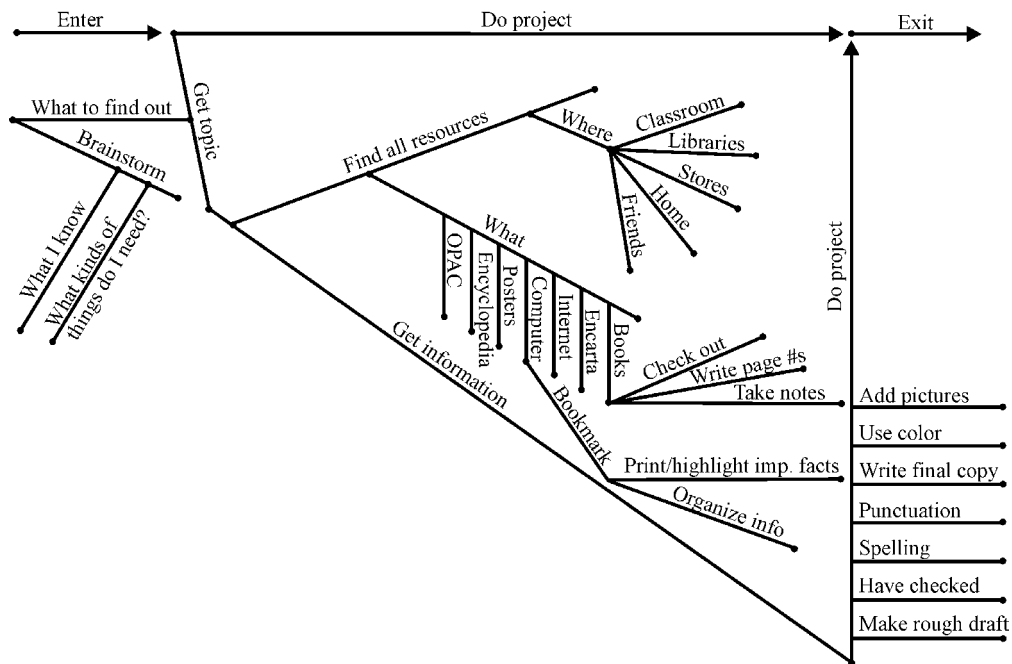 Enter
Do project
Exit
Get topic
What to find out
Brainstorm
What I know
What kinds of
things do I need?
Find all resources
Where
Classroom
Libraries
Stores
Home
Friends
What
OPAC
Encyclopedia
Posters
Computer
Internet
Encarta
Books
Check out
Write page #s
Take notes
Bookmark
Print/highlight imp. facts
Organize info
Get information
Do project
Add pictures
Use color
Write final copy
Punctuation
Spelling
Have checked
Make rough draft